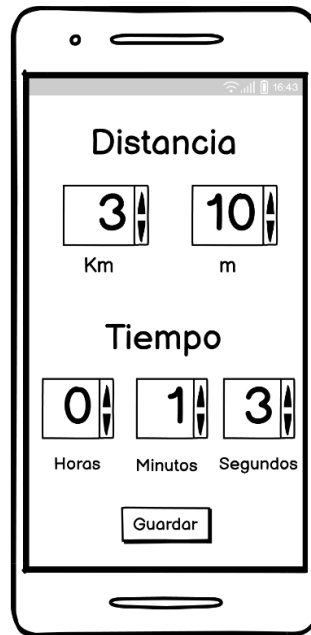 16:43
Distancia
3 10
Km m
Tiempo
0 1 3
Horas Minutos Segundos
Guardar